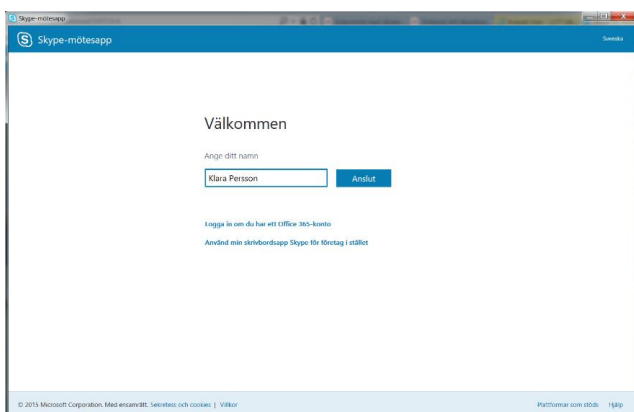 Skype-mötesapp
Skype-mötesapp
Svenska
Välkommen
Ange ditt namn
Klara Persson
Anslut
Logga in om du har ett Office 365-konto
Använd min skrivbordsapp Skype för företag i stället
© 2015 Microsoft Corporation. Med ensamrätt. Sekretess och cookies | Villkor
Plattformar som stöds Hjälp